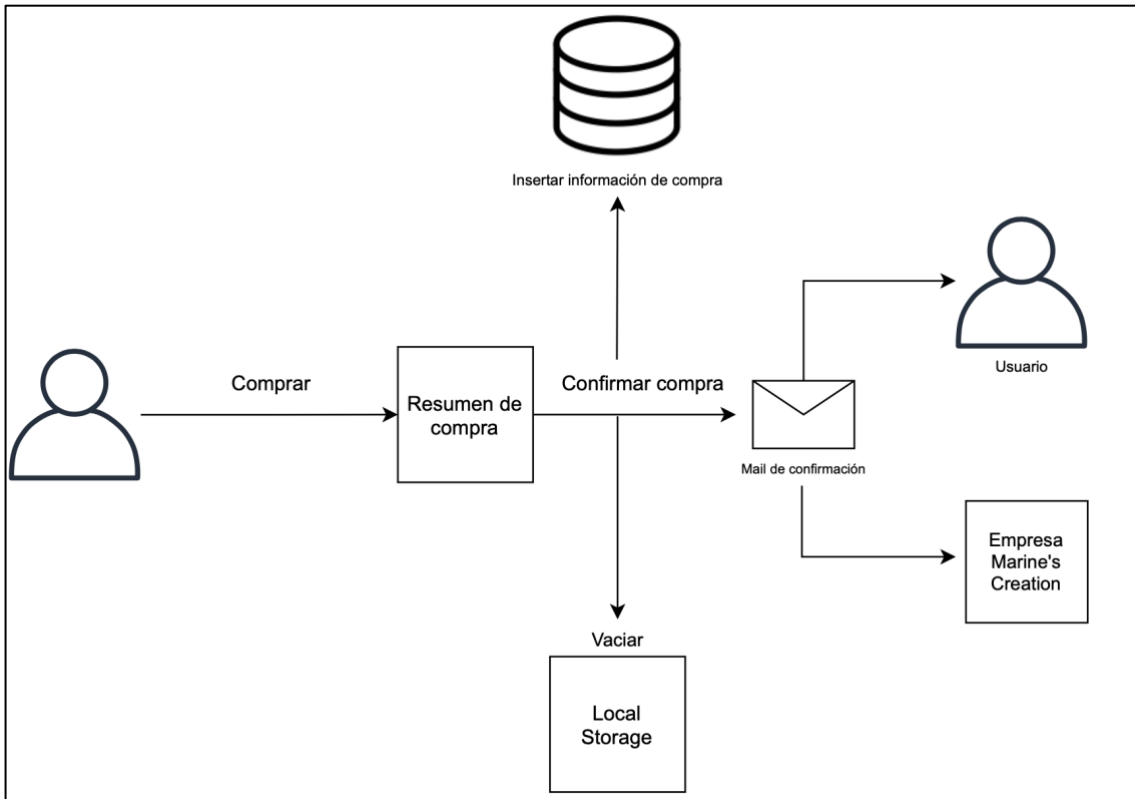 Insertar información de compra
Usuario
Comprar
Resumen de
compra
Confirmar compra
Mail de confirmación
Empresa
Marine's
Creation
Vaciar
Local
Storage